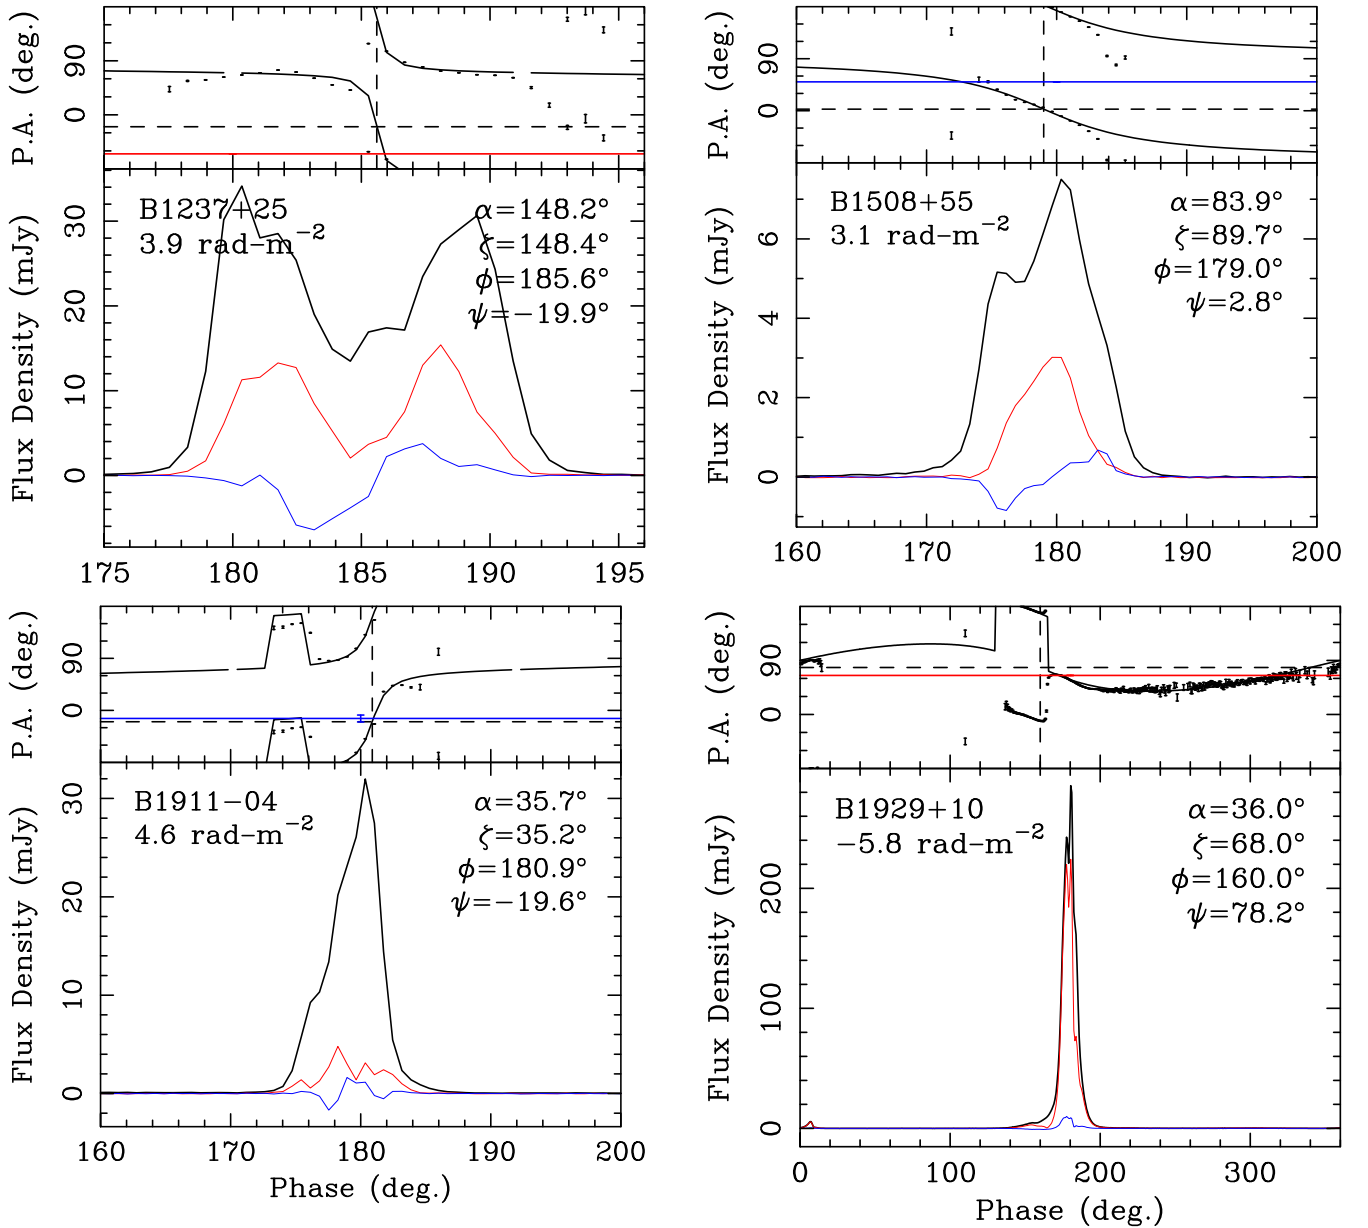 P.A. (deg.)
90
0
Flux Density (mJy)
30
20
10
0
B1237+25
3.9 rad-m⁻²
α=148.2°
ζ=148.4°
ϕ=185.6°
ψ=−19.9°
175 180 185 190 195
P.A. (deg.)
90
0
Flux Density (mJy)
6
4
2
0
B1508+55
3.1 rad-m⁻²
α=83.9°
ζ=89.7°
ϕ=179.0°
ψ=2.8°
160 170 180 190 200
P.A. (deg.)
90
0
Flux Density (mJy)
30
20
10
0
B1911−04
4.6 rad-m⁻²
α=35.7°
ζ=35.2°
ϕ=180.9°
ψ=−19.6°
160 170 180 190 200
Phase (deg.)
P.A. (deg.)
90
0
Flux Density (mJy)
200
100
0
B1929+10
−5.8 rad-m⁻²
α=36.0°
ζ=68.0°
ϕ=160.0°
ψ=78.2°
0 100 200 300
Phase (deg.)